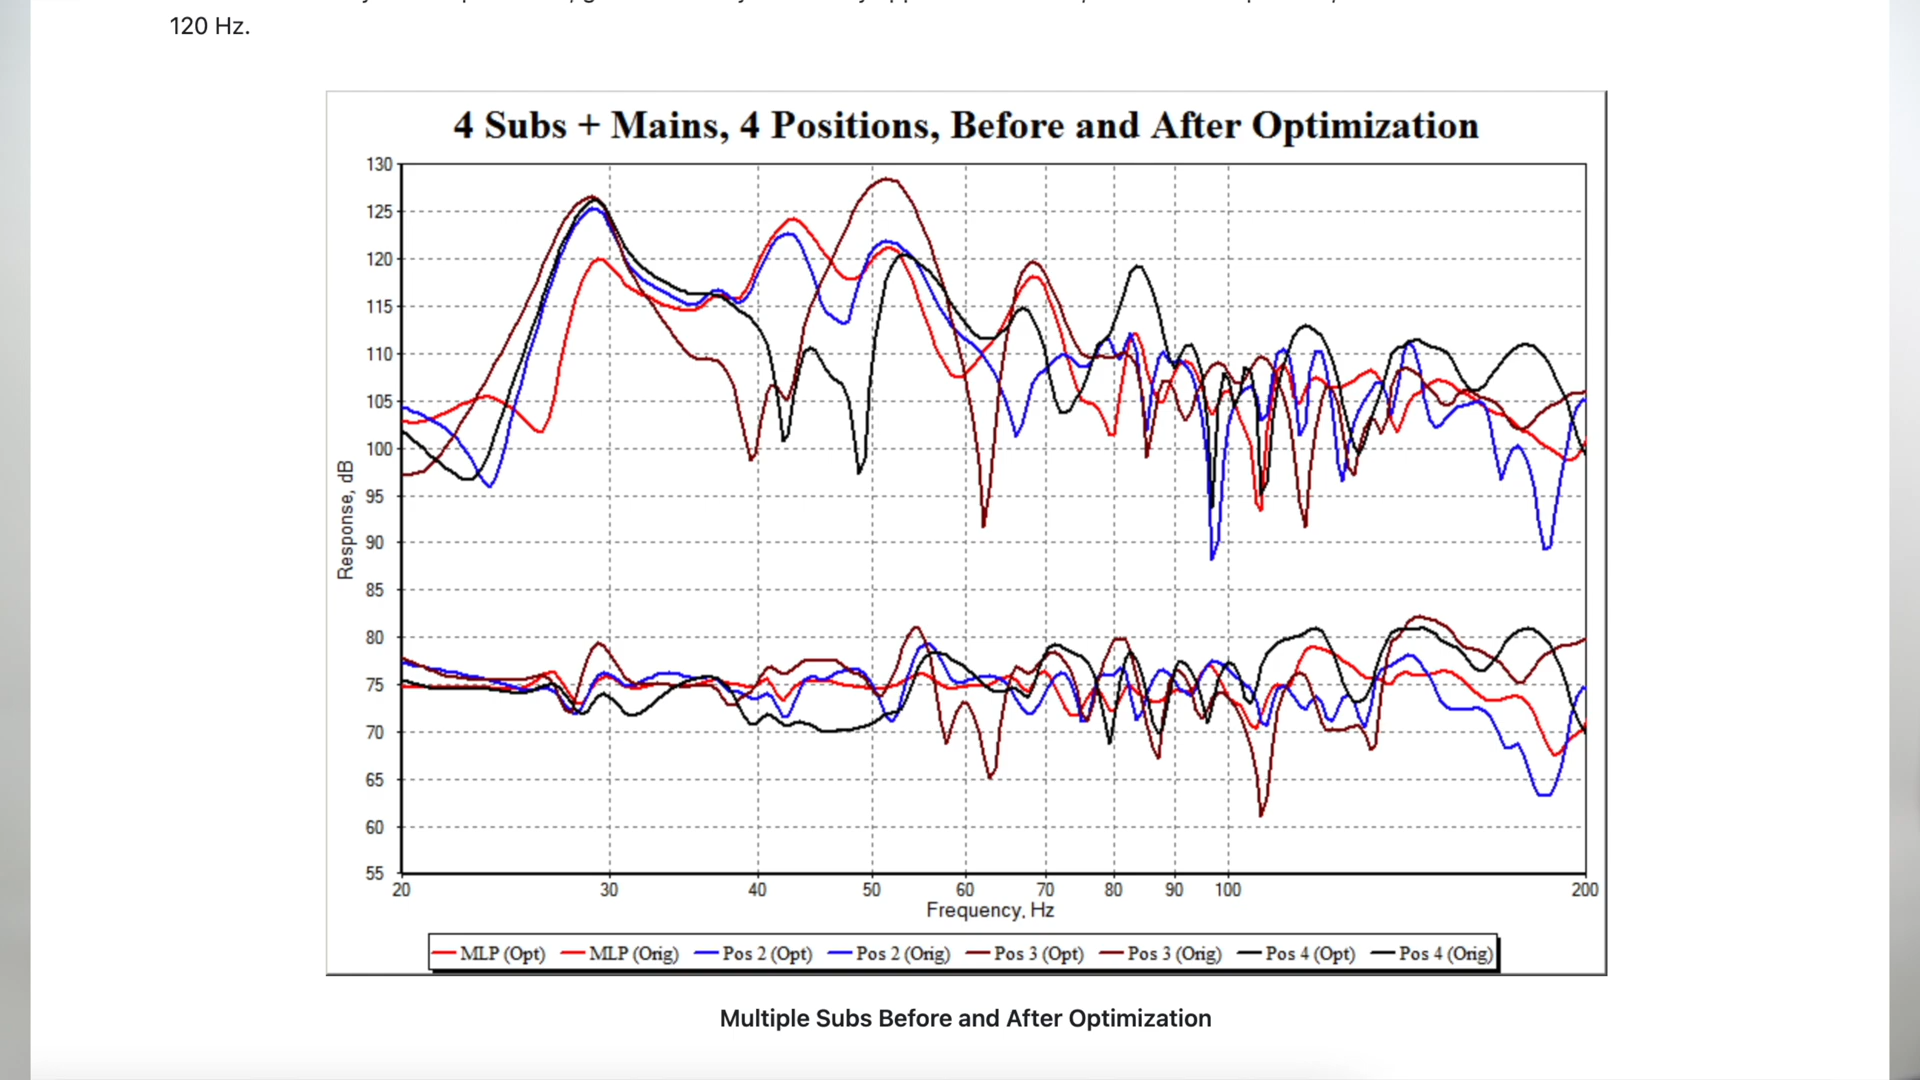 120 Hz.
4 Subs + Mains, 4 Positions, Before and After Optimization
130
125
120
115
110
105
100
95
90
85
80
75
70
65
60
55
Response, dB
20 30 40 50 60 70 80 90 100 200
Frequency, Hz
MLP (Opt) MLP (Orig) Pos 2 (Opt) Pos 2 (Orig) Pos 3 (Opt) Pos 3 (Orig) Pos 4 (Opt) Pos 4 (Orig)
Multiple Subs Before and After Optimization